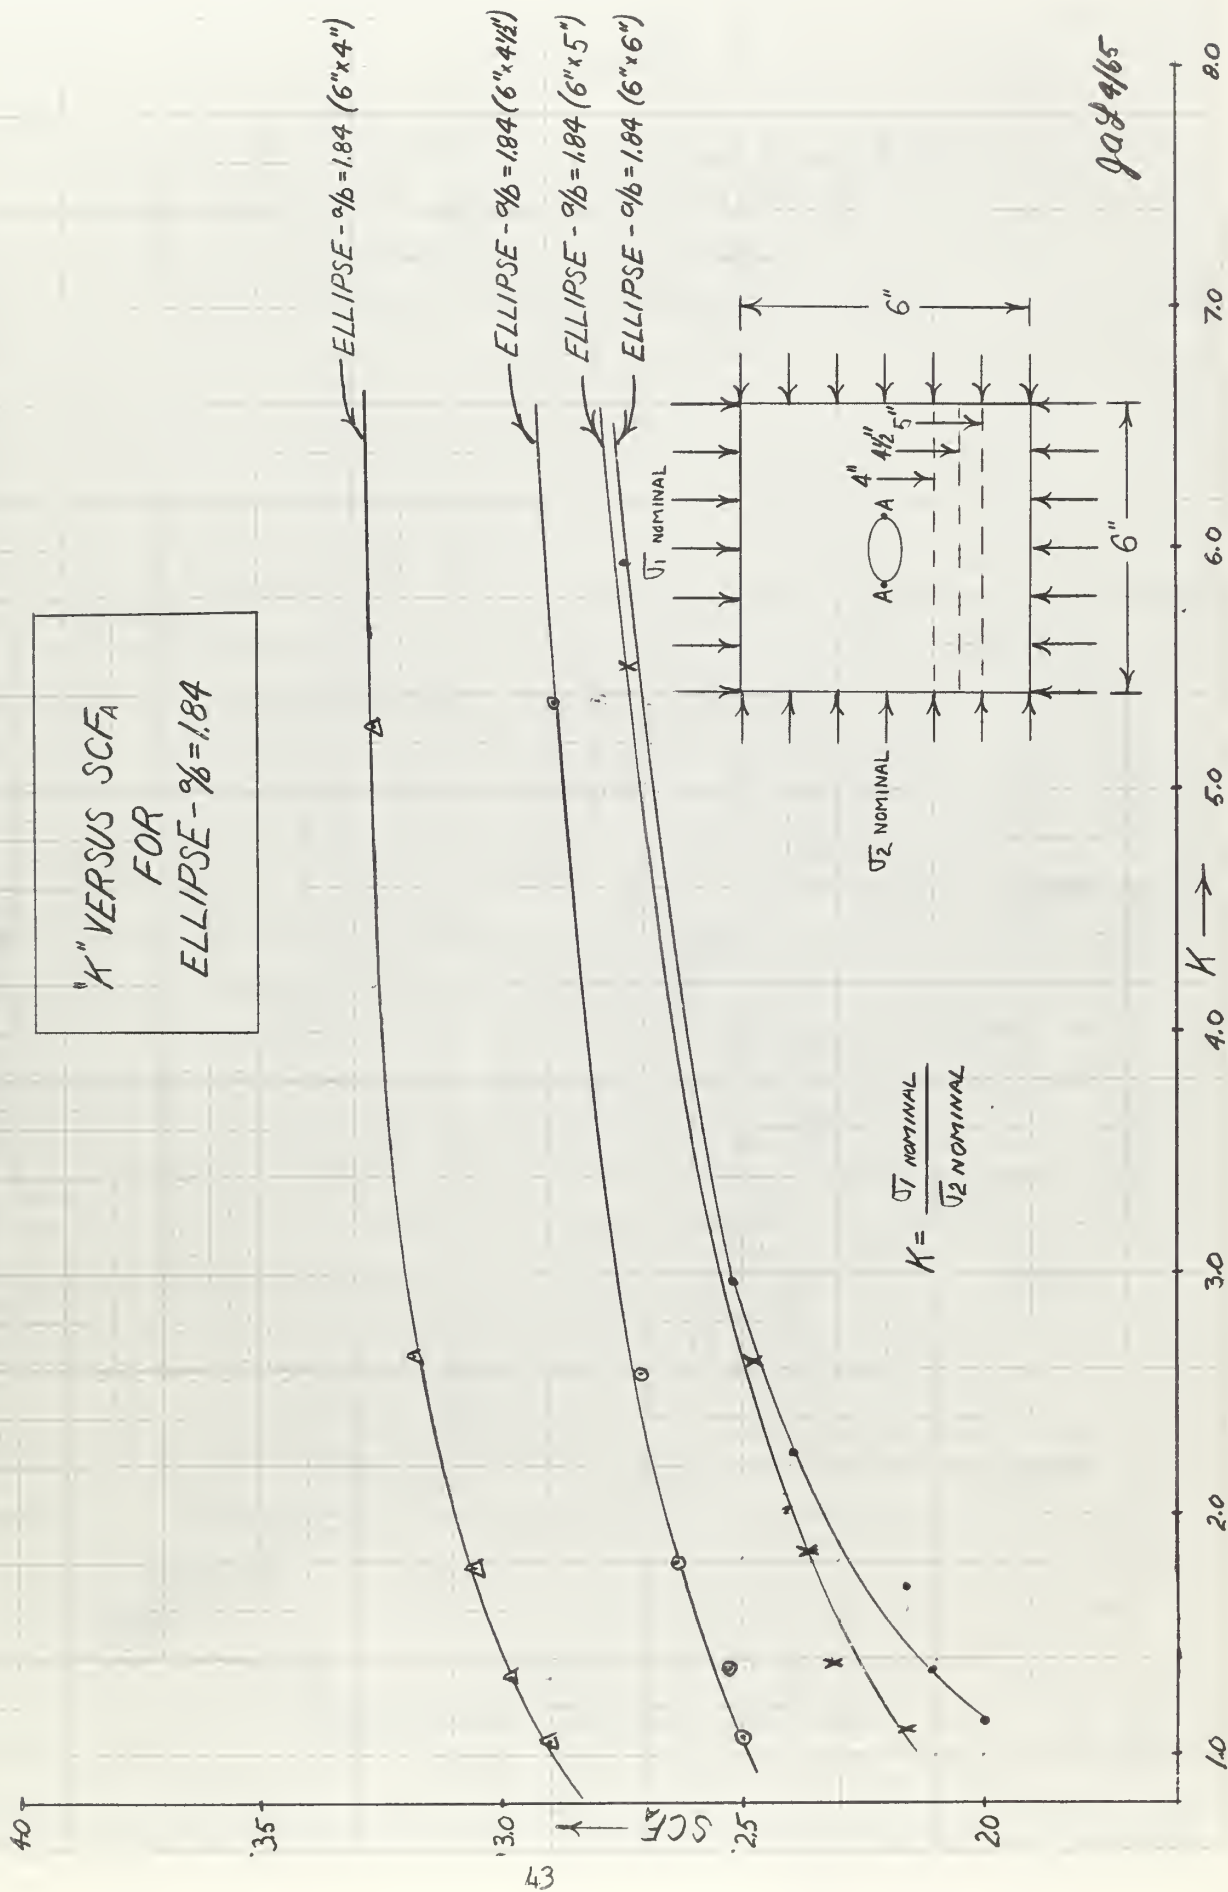 "K" VERSUS SCFA
FOR
ELLIPSE - a/b = 1.84
ELLIPSE - a/b = 1.84 (6"x4")
ELLIPSE - a/b = 1.84 (6"x4½")
ELLIPSE - a/b = 1.84 (6"x5")
ELLIPSE - a/b = 1.84 (6"x6")
4.0
3.5
3.0
2.5
2.0
SCFA
σ1 NOMINAL
σ2 NOMINAL
A
A
4"
4½"
5"
6"
6"
K = σ1 NOMINAL
σ2 NOMINAL
1.0 2.0 3.0 4.0 5.0 6.0 7.0 8.0
K
4/65
43